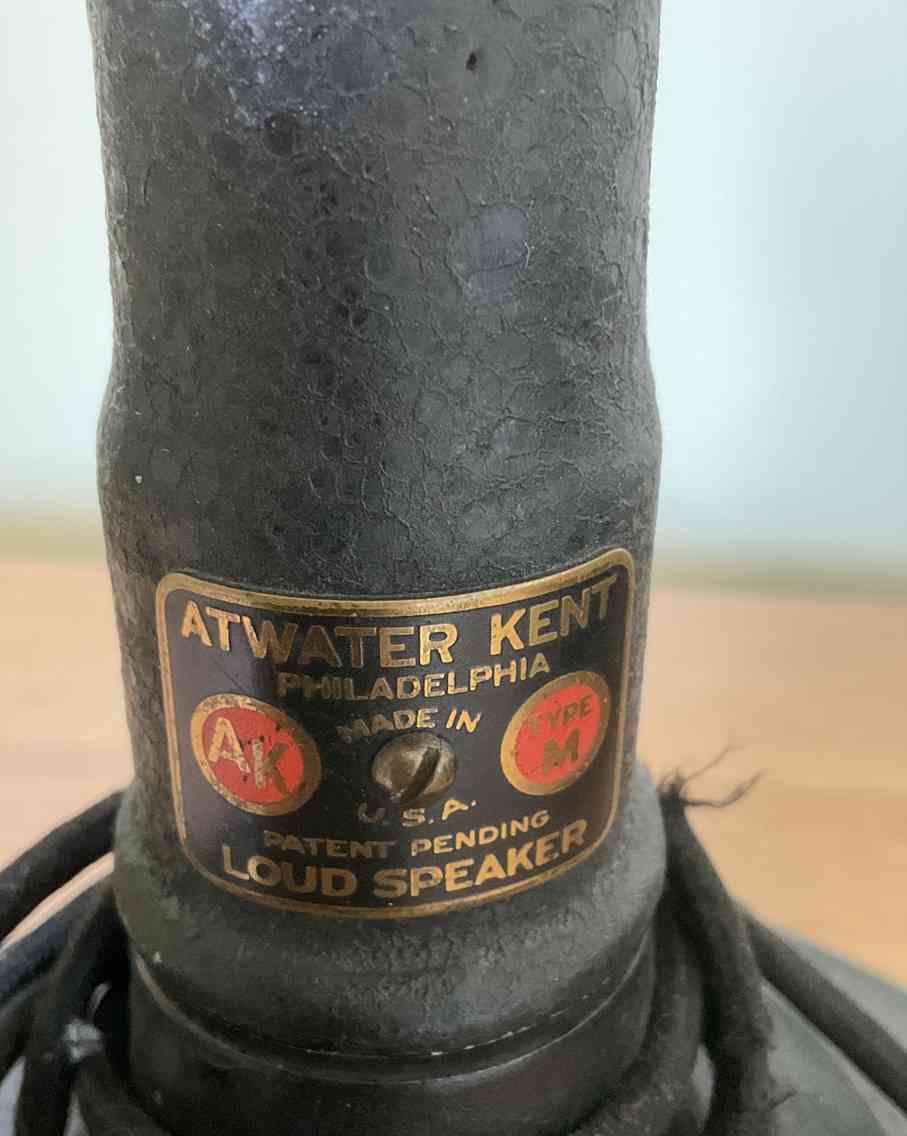 ATWATER KENT
PHILADELPHIA
MADE IN
AK
TYPE
M
U.S.A.
PATENT PENDING
LOUD SPEAKER